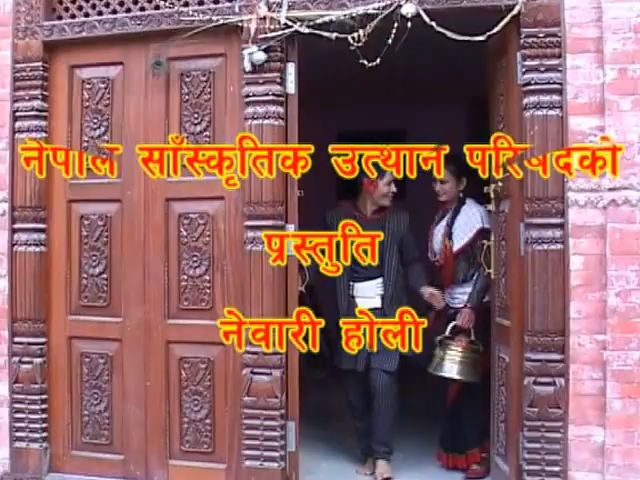 नेपाल साँस्कृतिक उत्थान परिषदको
प्रस्तुति
नेवारी होली